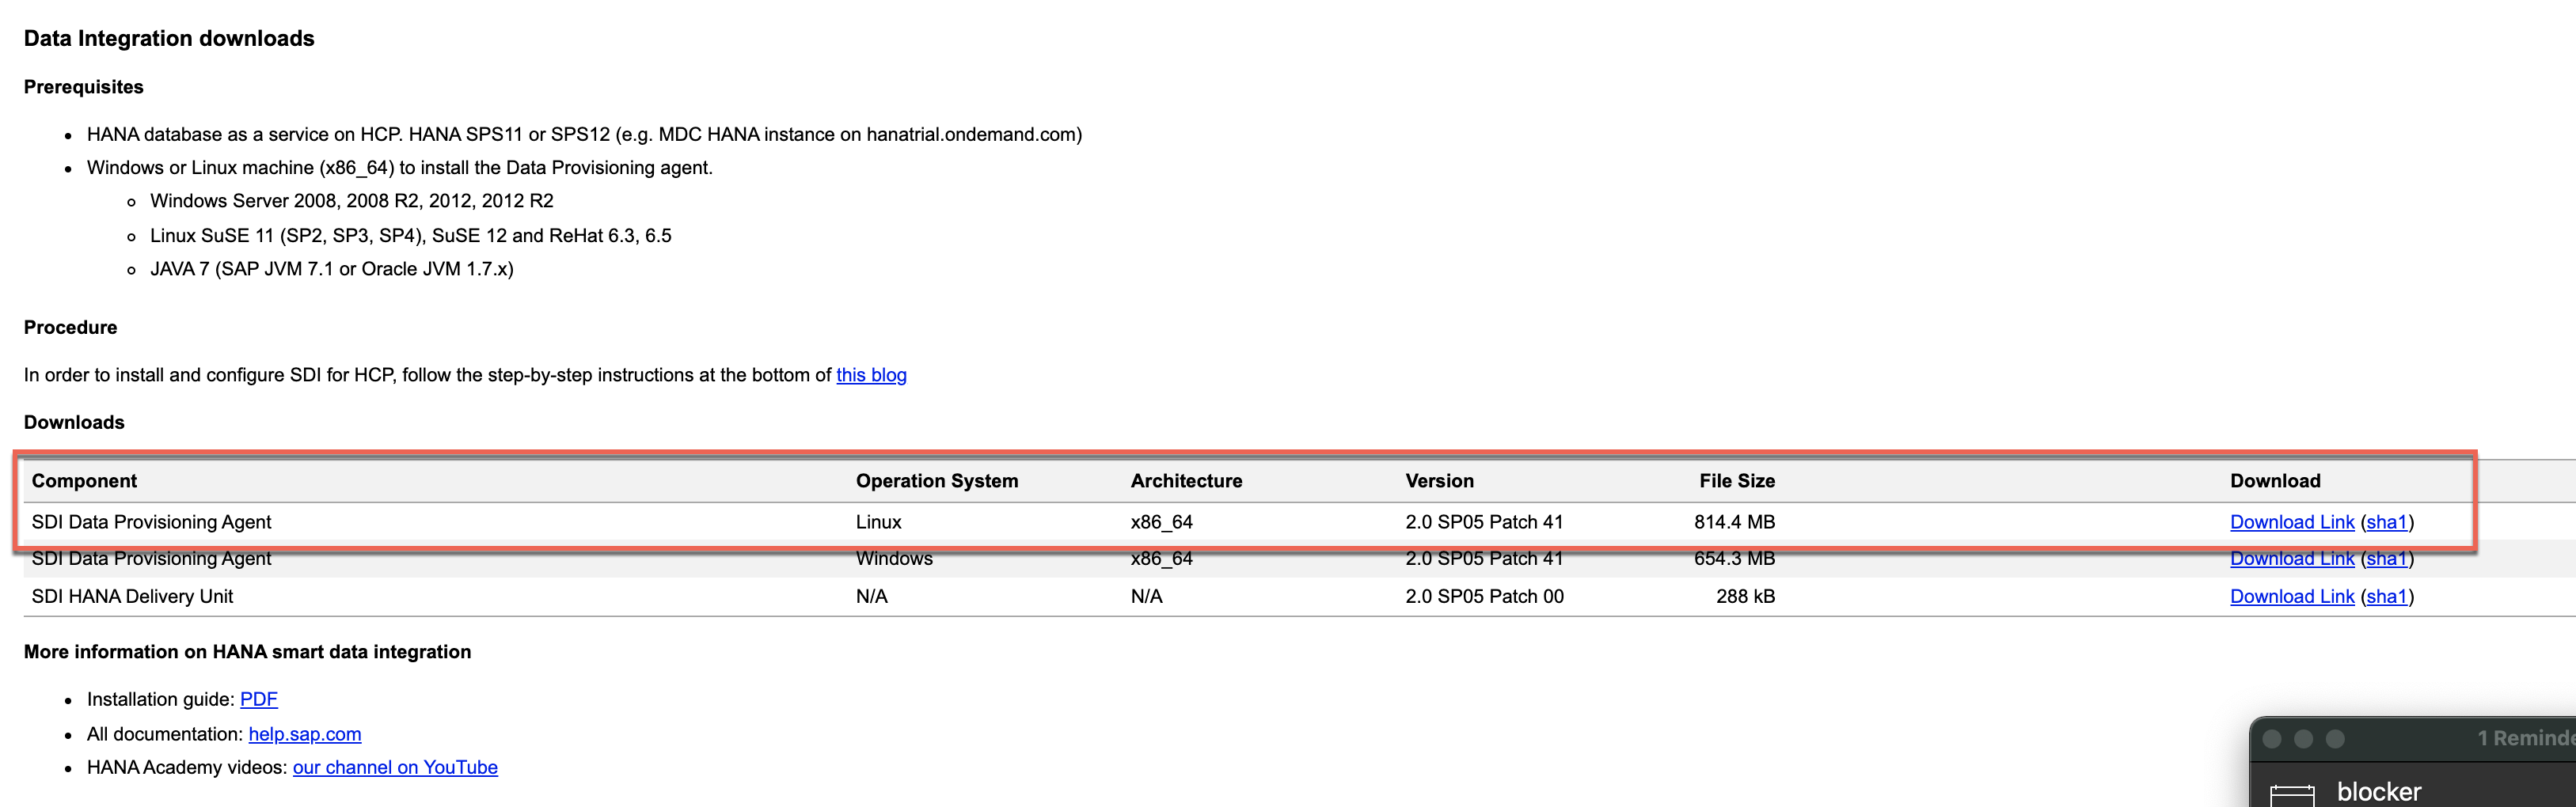 Data Integration downloads
Prerequisites
HANA database as a service on HCP. HANA SPS11 or SPS12 (e.g. MDC HANA instance on hanatrial.ondemand.com)
Windows or Linux machine (x86_64) to install the Data Provisioning agent.
Windows Server 2008, 2008 R2, 2012, 2012 R2
Linux SuSE 11 (SP2, SP3, SP4), SuSE 12 and ReHat 6.3, 6.5
JAVA 7 (SAP JVM 7.1 or Oracle JVM 1.7.x)
Procedure
In order to install and configure SDI for HCP, follow the step-by-step instructions at the bottom of this blog
Downloads
Component Operation System Architecture Version File Size Download
SDI Data Provisioning Agent Linux x86_64 2.0 SP05 Patch 41 814.4 MB Download Link (sha1)
SDI Data Provisioning Agent Windows x86_64 2.0 SP05 Patch 41 654.3 MB Download Link (sha1)
SDI HANA Delivery Unit N/A N/A 2.0 SP05 Patch 00 288 kB Download Link (sha1)
More information on HANA smart data integration
Installation guide: PDF
All documentation: help.sap.com
HANA Academy videos: our channel on YouTube
1
blocker